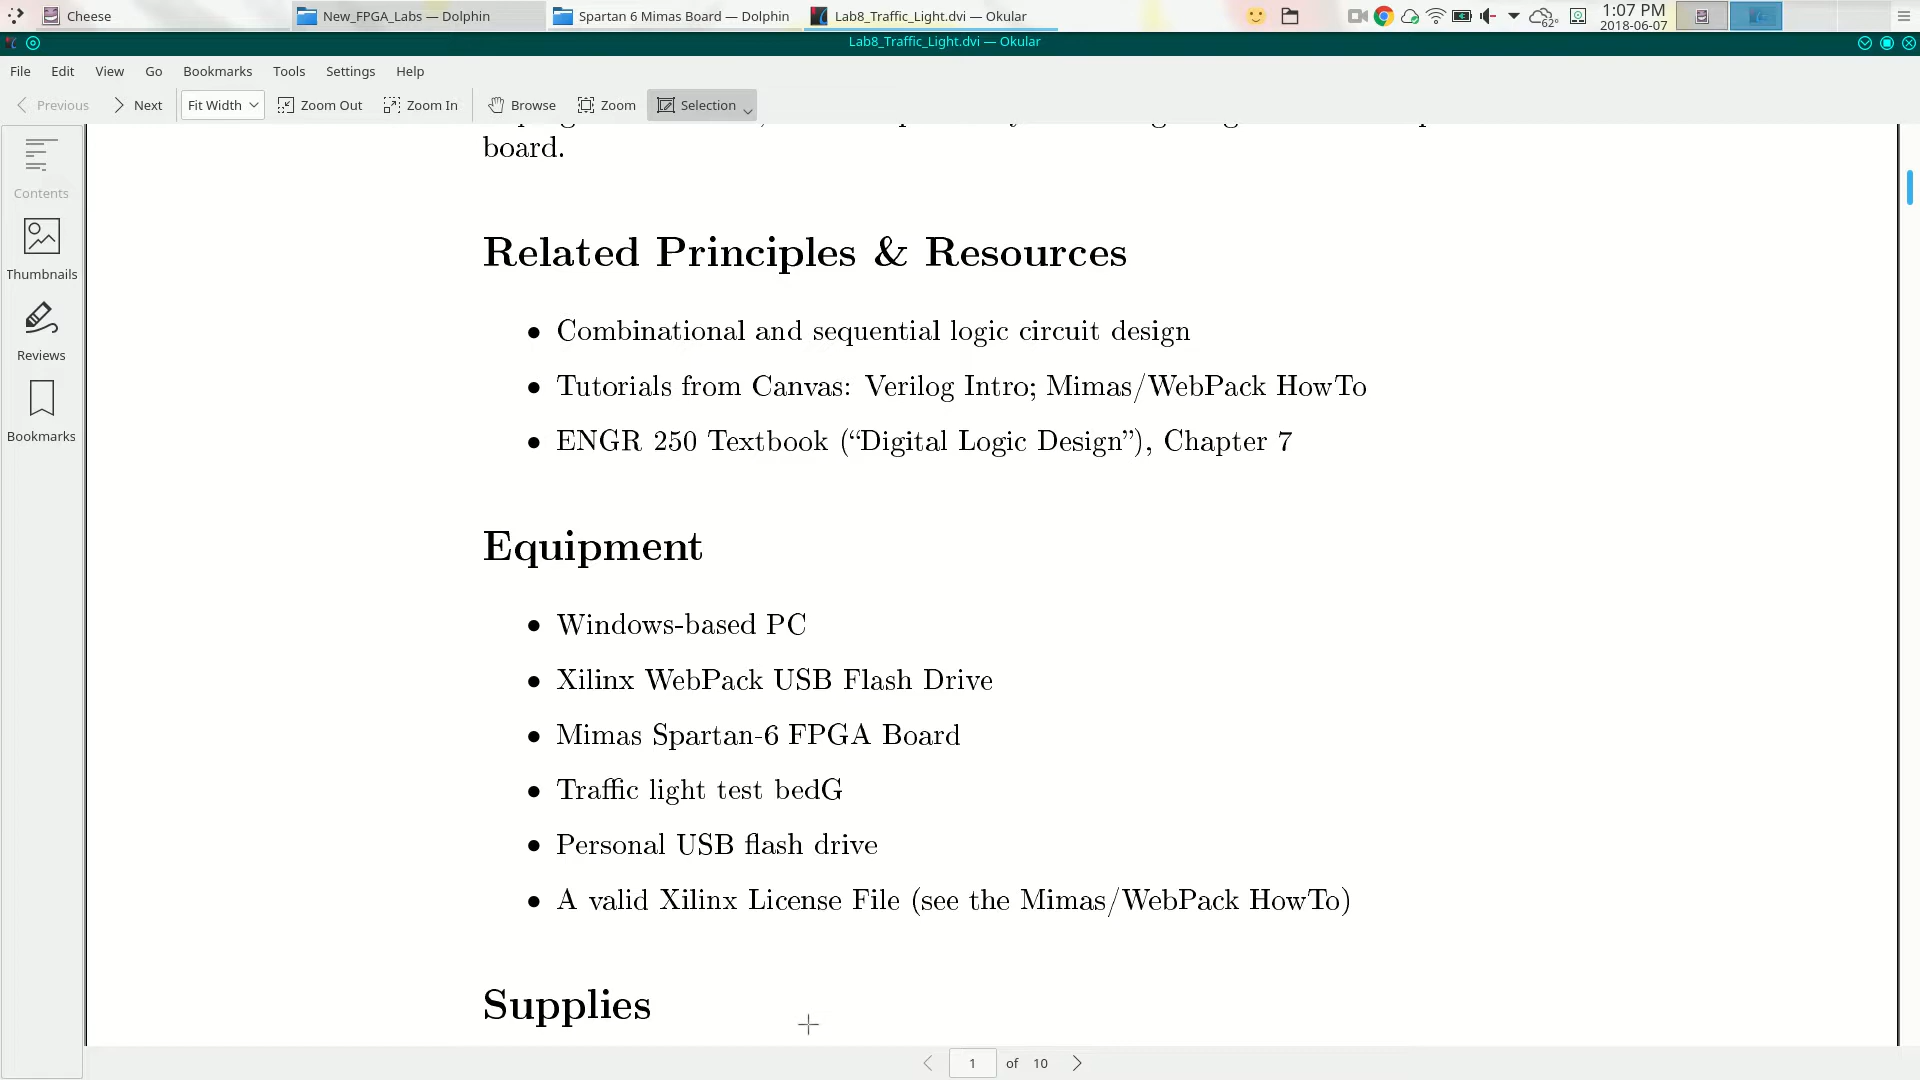 Cheese
New_FPGA_Labs — Dolphin
Spartan 6 Mimas Board — Dolphin
Lab8_Traffic_Light.dvi — Okular
62°
1:07 PM
2018-06-07
Lab8_Traffic_Light.dvi — Okular
File Edit View Go Bookmarks Tools Settings Help
Previous Next Fit Width Zoom Out Zoom In Browse Zoom Selection
Contents
Thumbnails
Reviews
Bookmarks
board.
Related Principles & Resources
• Combinational and sequential logic circuit design
• Tutorials from Canvas: Verilog Intro; Mimas/WebPack HowTo
• ENGR 250 Textbook (“Digital Logic Design”), Chapter 7
Equipment
• Windows-based PC
• Xilinx WebPack USB Flash Drive
• Mimas Spartan-6 FPGA Board
• Traffic light test bedG
• Personal USB flash drive
• A valid Xilinx License File (see the Mimas/WebPack HowTo)
Supplies
1 of 10